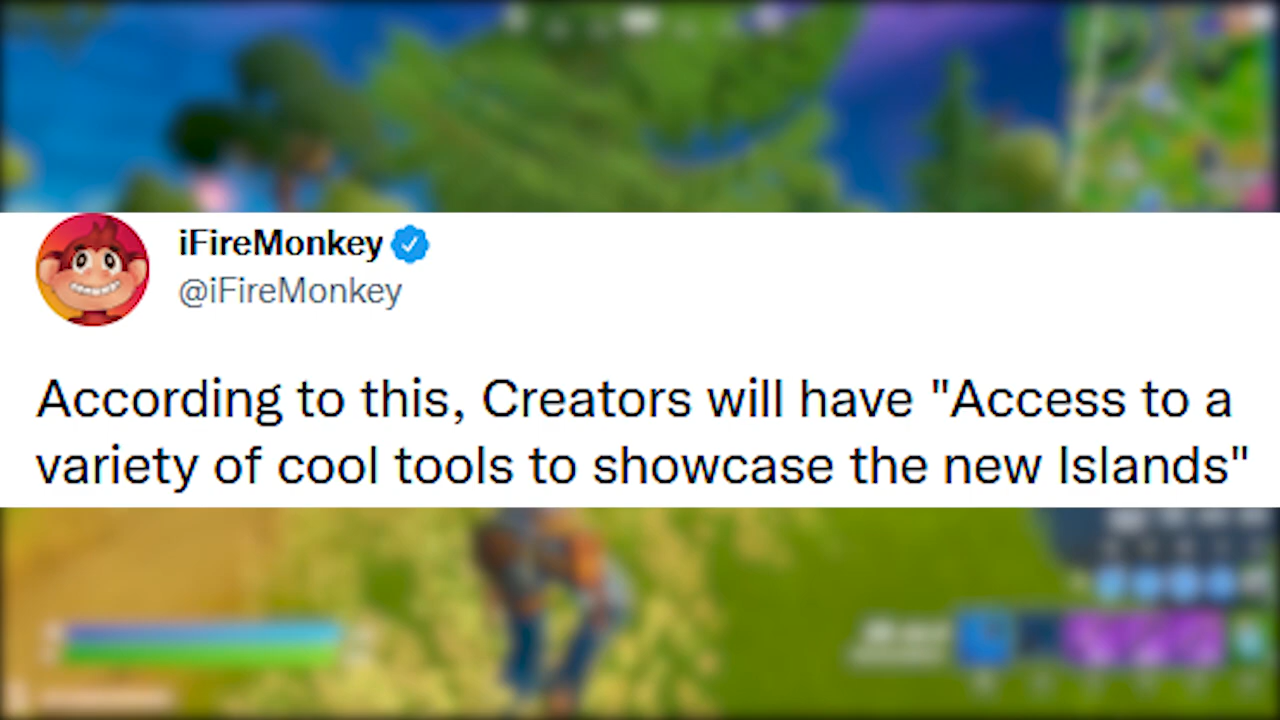 iFireMonkey
@iFireMonkey
According to this, Creators will have "Access to a
variety of cool tools to showcase the new Islands"